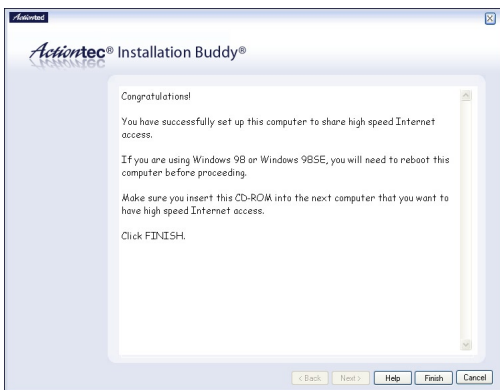 Actiontec
Actiontec® Installation Buddy®
Congratulations!
You have successfully set up this computer to share high speed Internet
access.
If you are using Windows 98 or Windows 98SE, you will need to reboot this
computer before proceeding.
Make sure you insert this CD-ROM into the next computer that you want to
have high speed Internet access.
Click FINISH.
< Back Next > Help Finish Cancel